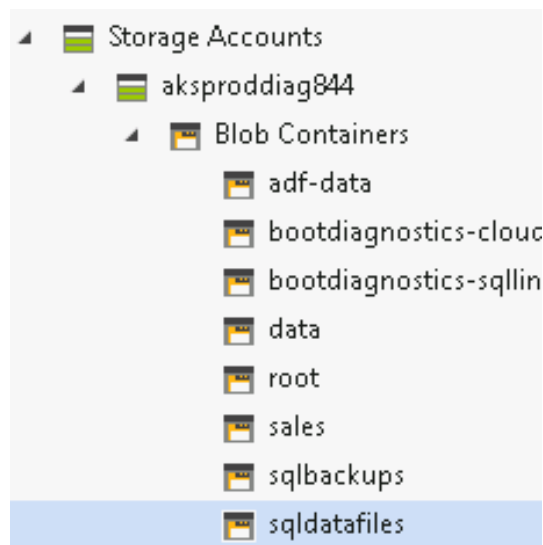 Storage Accounts
aksproddiag844
Blob Containers
adf-data
bootdiagnostics-clouc
bootdiagnostics-sqllin
data
root
sales
sqlbackups
sqldatafiles